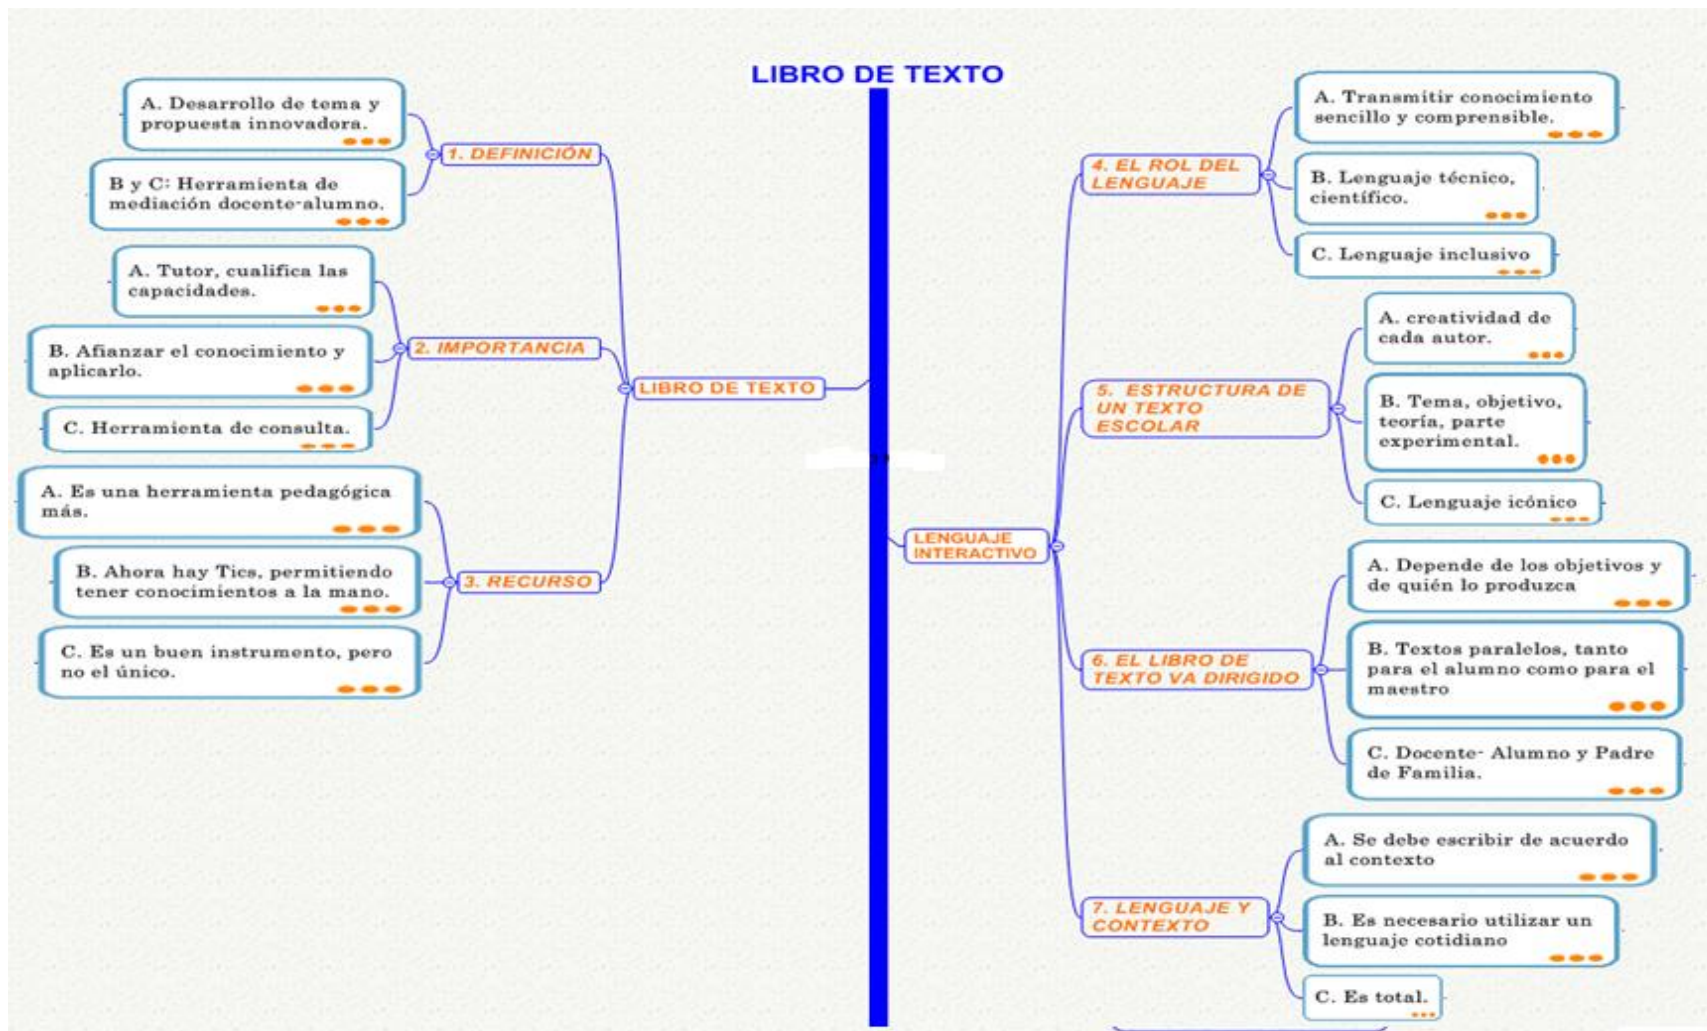 LIBRO DE TEXTO
LIBRO DE TEXTO
1. DEFINICIÓN
A. Desarrollo de tema y
propuesta innovadora.
B y C: Herramienta de
mediación docente-alumno.
2. IMPORTANCIA
A. Tutor, cualifica las
capacidades.
B. Afianzar el conocimiento y
aplicarlo.
C. Herramienta de consulta.
3. RECURSO
A. Es una herramienta pedagógica
más.
B. Ahora hay Tics, permitiendo
tener conocimientos a la mano.
C. Es un buen instrumento, pero
no el único.
LENGUAJE
INTERACTIVO
4. EL ROL DEL
LENGUAJE
A. Transmitir conocimiento
sencillo y comprensible.
B. Lenguaje técnico,
científico.
C. Lenguaje inclusivo
5. ESTRUCTURA DE
UN TEXTO
ESCOLAR
A. creatividad de
cada autor.
B. Tema, objetivo,
teoría, parte
experimental.
C. Lenguaje icónico
6. EL LIBRO DE
TEXTO VA DIRIGIDO
A. Depende de los objetivos y
de quién lo produzca
B. Textos paralelos, tanto
para el alumno como para el
maestro
C. Docente- Alumno y Padre
de Familia.
7. LENGUAJE Y
CONTEXTO
A. Se debe escribir de acuerdo
al contexto
B. Es necesario utilizar un
lenguaje cotidiano
C. Es total.